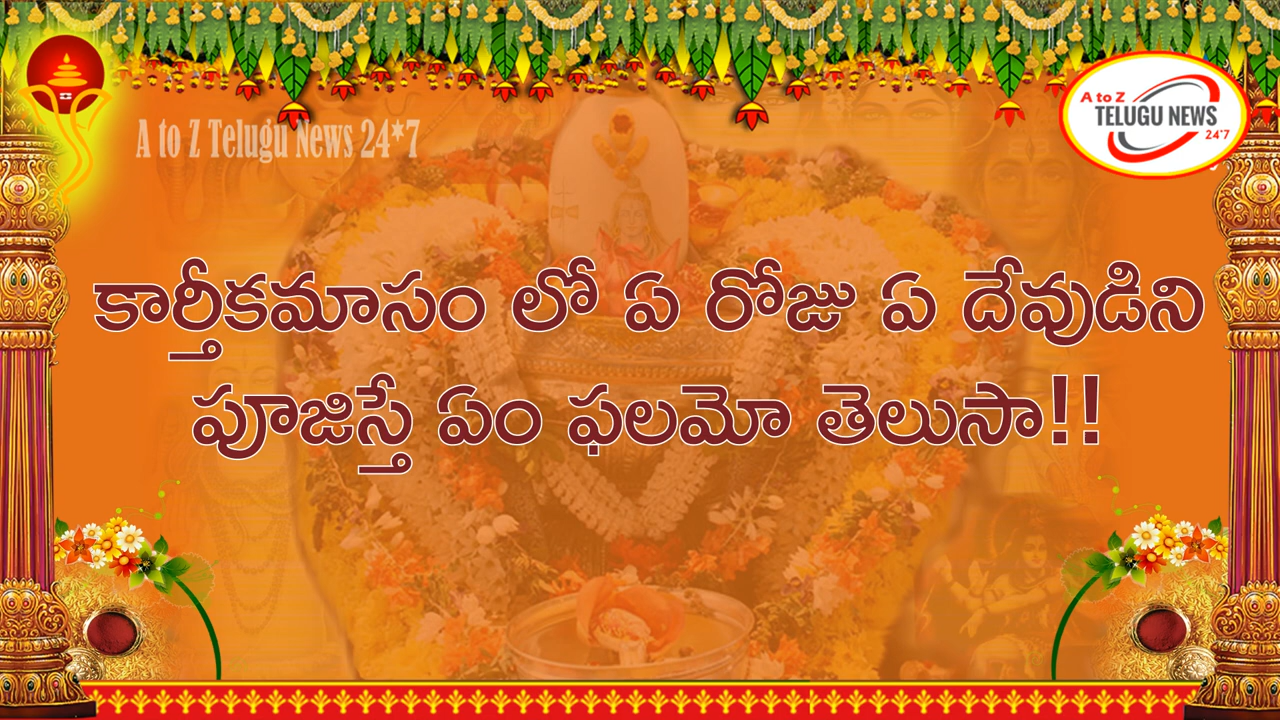 A to Z Telugu News 24*7
A to Z
TELUGU NEWS
24*7
కార్తీకమాసం లో ఏ రోజు ఏ దేవుడిని
పూజిస్తే ఏం ఫలమో తెలుసా!!